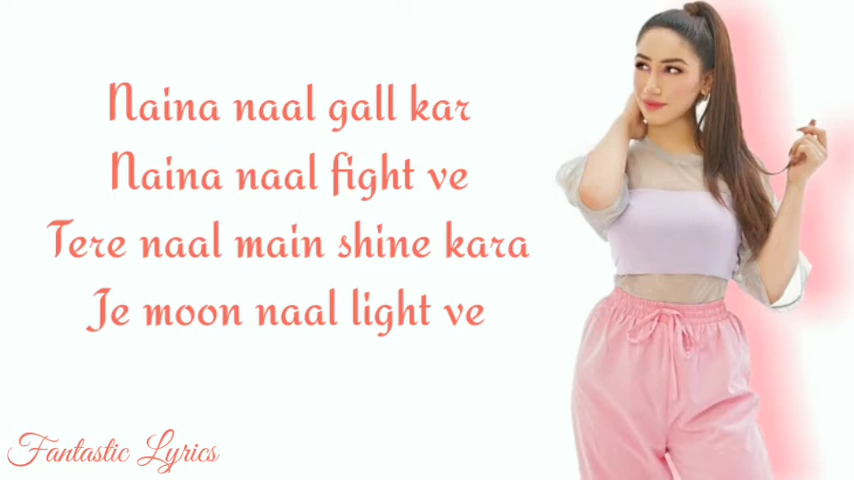 Naina naal gall kar
Naina naal fight ve
Tere naal main shine kara
Je moon naal light ve
Fantastic Lyrics